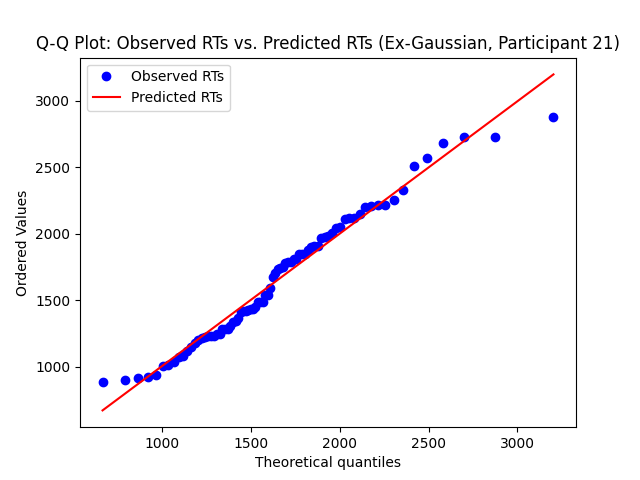 Q-Q Plot: Observed RTs vs. Predicted RTs (Ex-Gaussian, Participant 21)
Observed RTs
Predicted RTs
3000
2500
2000
1500
1000
Ordered Values
1000 1500 2000 2500 3000
Theoretical quantiles